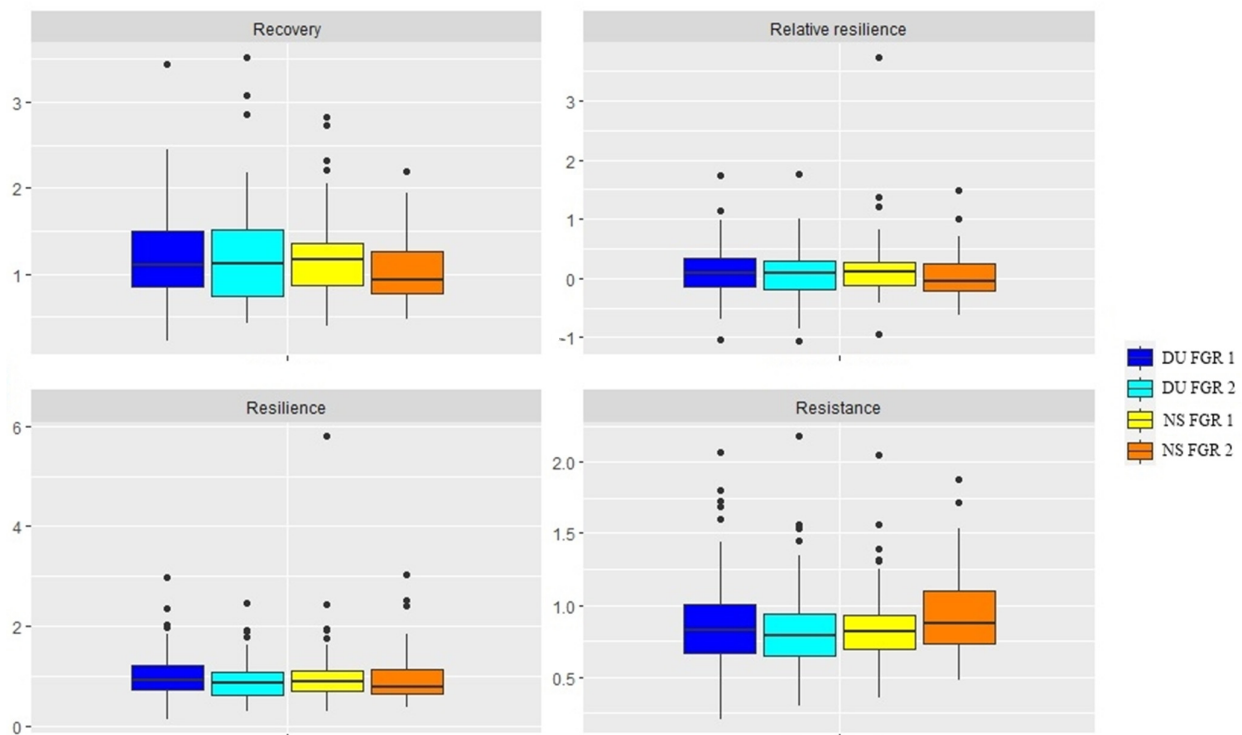 Recovery
3
2
1
Relative resilience
3
2
1
0
-1
Resilience
6
4
2
0
Resistance
2.0
1.5
1.0
0.5
DU FGR 1
DU FGR 2
NS FGR 1
NS FGR 2